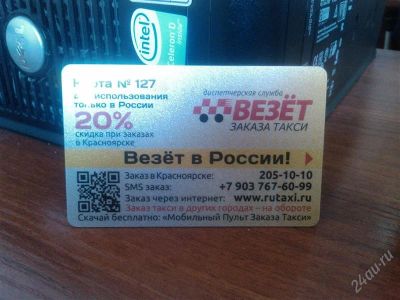 intel
Celeron D
inside™
Карта № 127
для использования
только в России
20%
скидка при заказах
в Красноярске
диспетчерская служба
ВЕЗЁТ
ЗАКАЗА ТАКСИ
Везёт в России!
Заказ в Красноярске: 205-10-10
SMS заказ: +7 903 767-60-99
Заказ через интернет: www.rutaxi.ru
Заказ такси в других городах – на обороте
Скачай бесплатно: «Мобильный Пульт Заказа Такси»
24au.ru